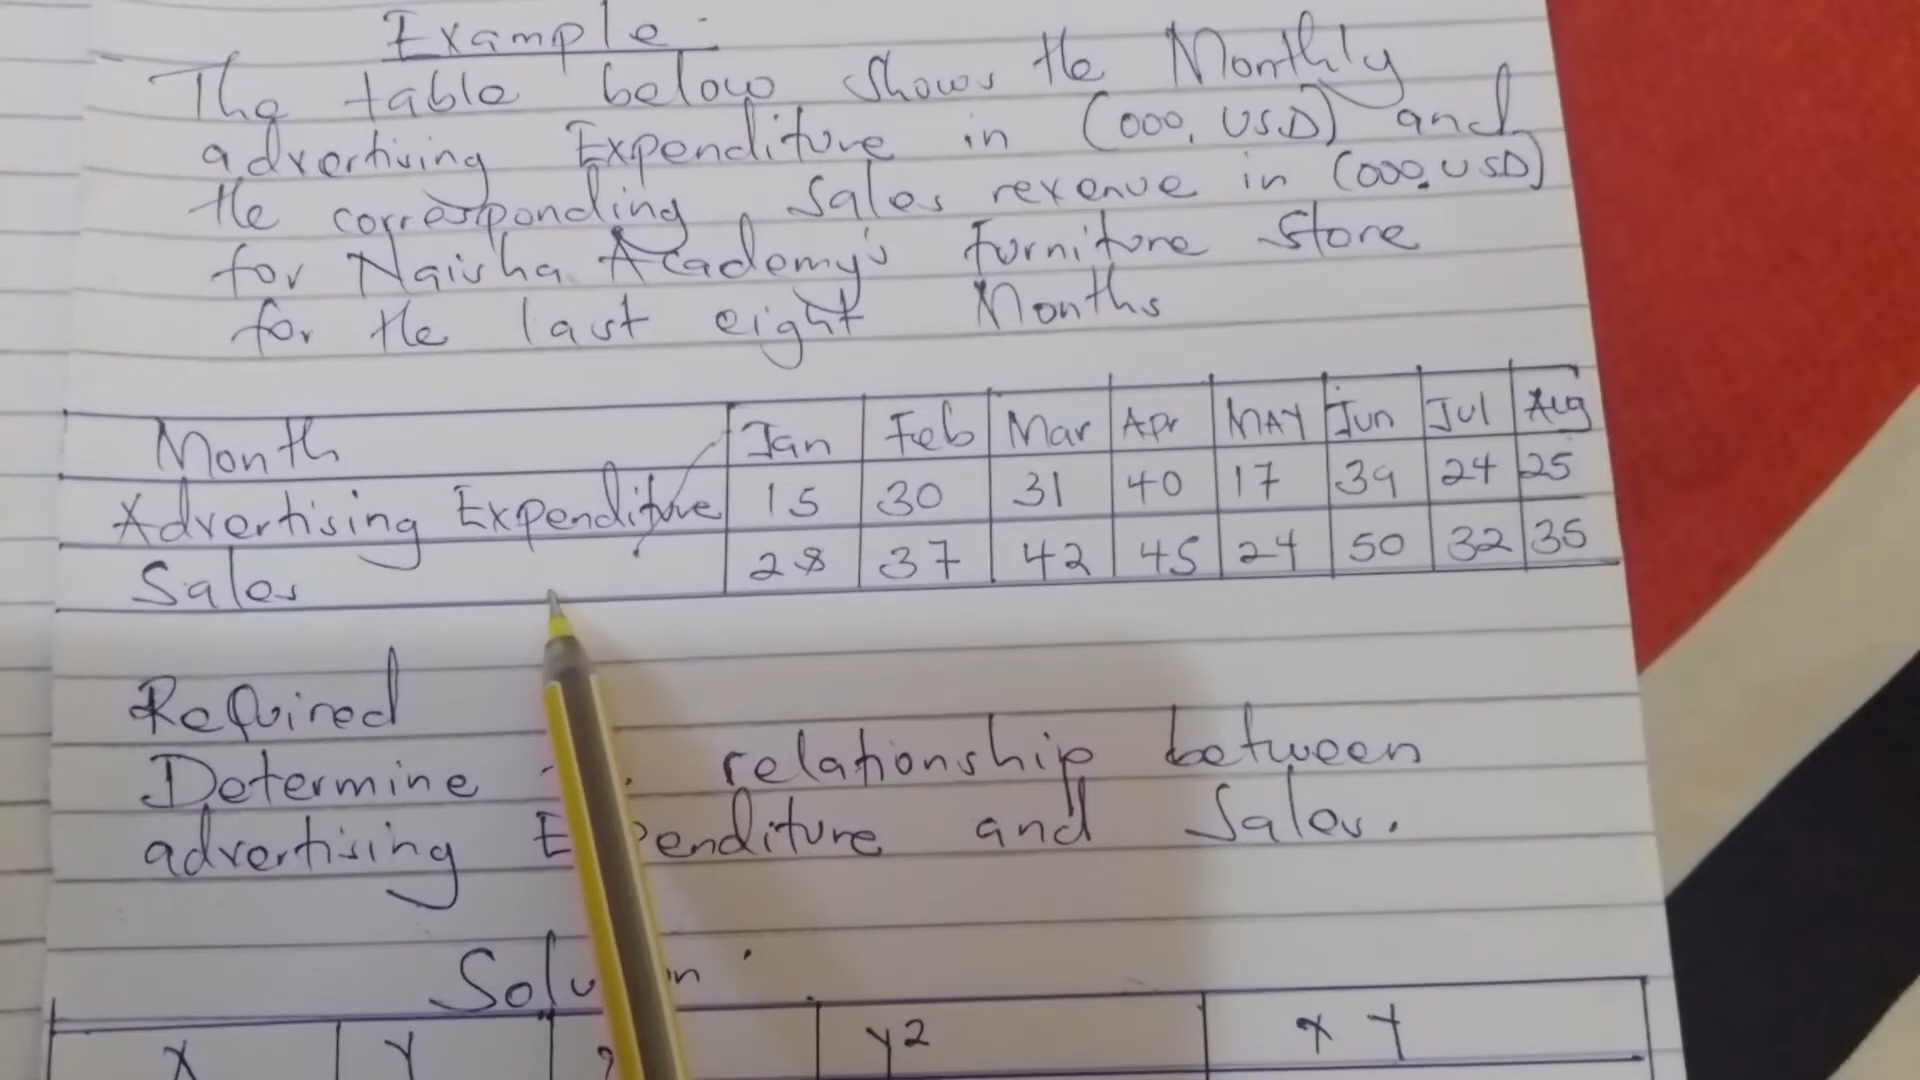 Example:
The table below shows the Monthly
advertising Expenditure in (000, USD) and
the corresponding sales revenue in (000, USD)
for Naisha Academy's Furniture Store
for the last eight Months
Month Jan Feb Mar Apr MAY Jun Jul Aug
Advertising Expenditure 15 30 31 40 17 39 24 25
Sales 28 37 42 45 24 50 32 35
Required
Determine relationship between
advertising Expenditure and Sales.
X Y Y2 XY